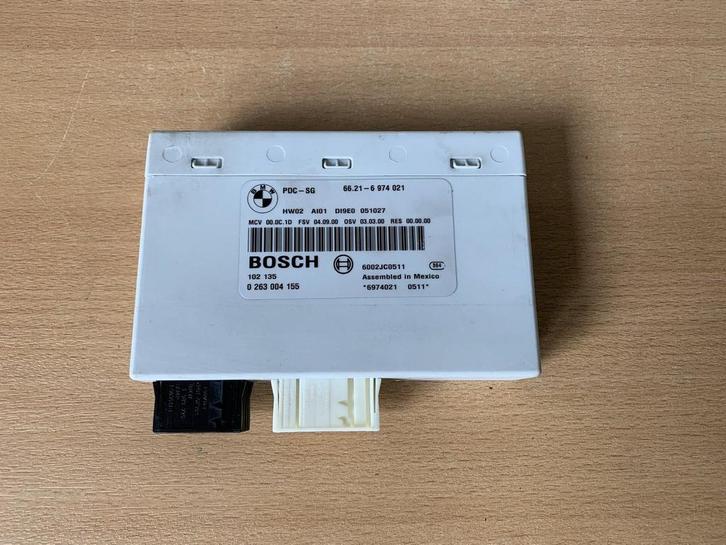 BMW
PDC-SG 66.21-6 974 021
HW02 AI01 DI9E0 051027
MCV 00.0C.1D FSV 04.09.00 OSV 03.03.00 RES 00.00.00
BOSCH 6002JC0511
102 135 Assembled in Mexico
0 263 004 155 *6974021 0511*